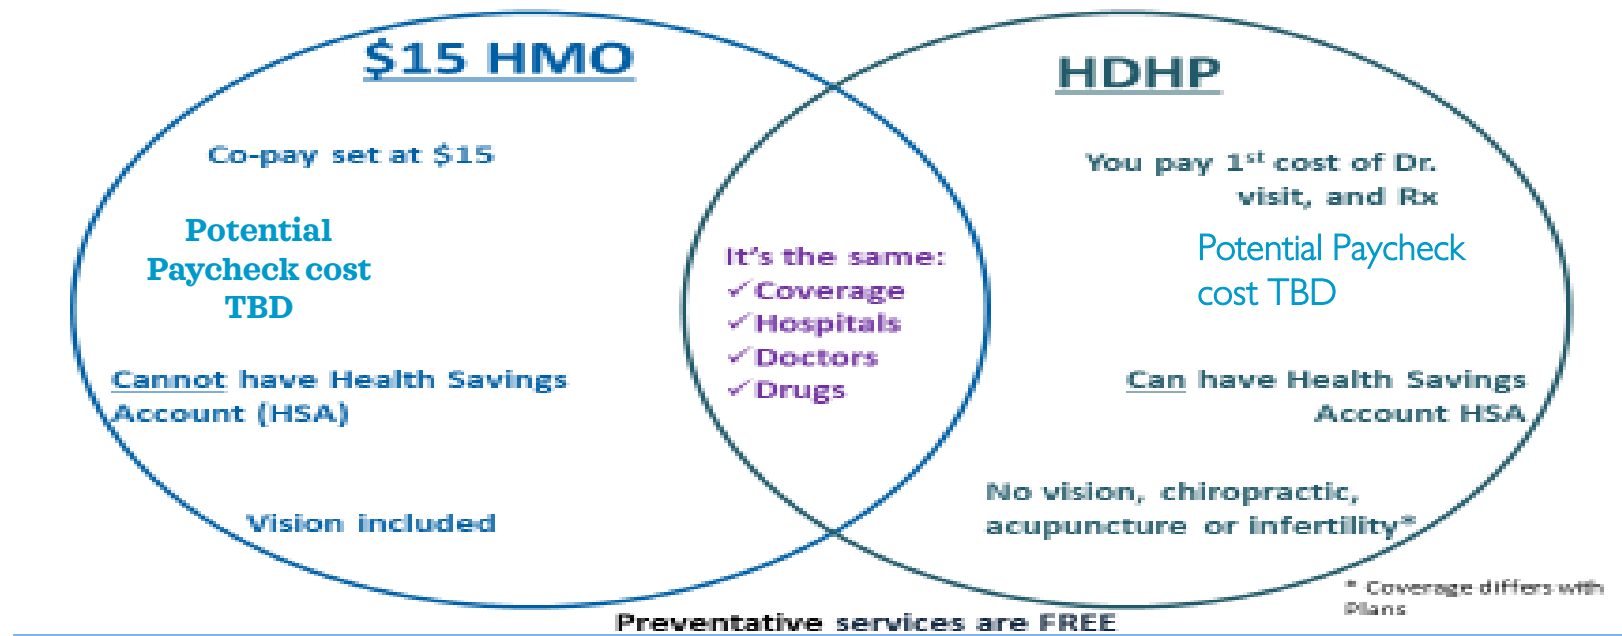 $15 HMO
Co-pay set at $15
Potential
Paycheck cost
TBD
Cannot have Health Savings
Account (HSA)
Vision included
It's the same:
✓Coverage
✓Hospitals
✓Doctors
✓Drugs
HDHP
You pay 1st cost of Dr.
visit, and Rx
Potential Paycheck
cost TBD
Can have Health Savings
Account HSA
No vision, chiropractic,
acupuncture or infertility*
* Coverage differs with
Plans
Preventative services are FREE